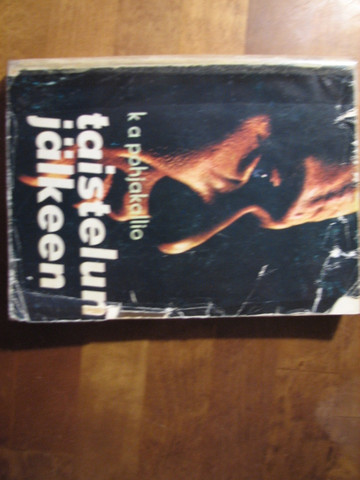 k a pohjakallio
taistelun
jälkeen